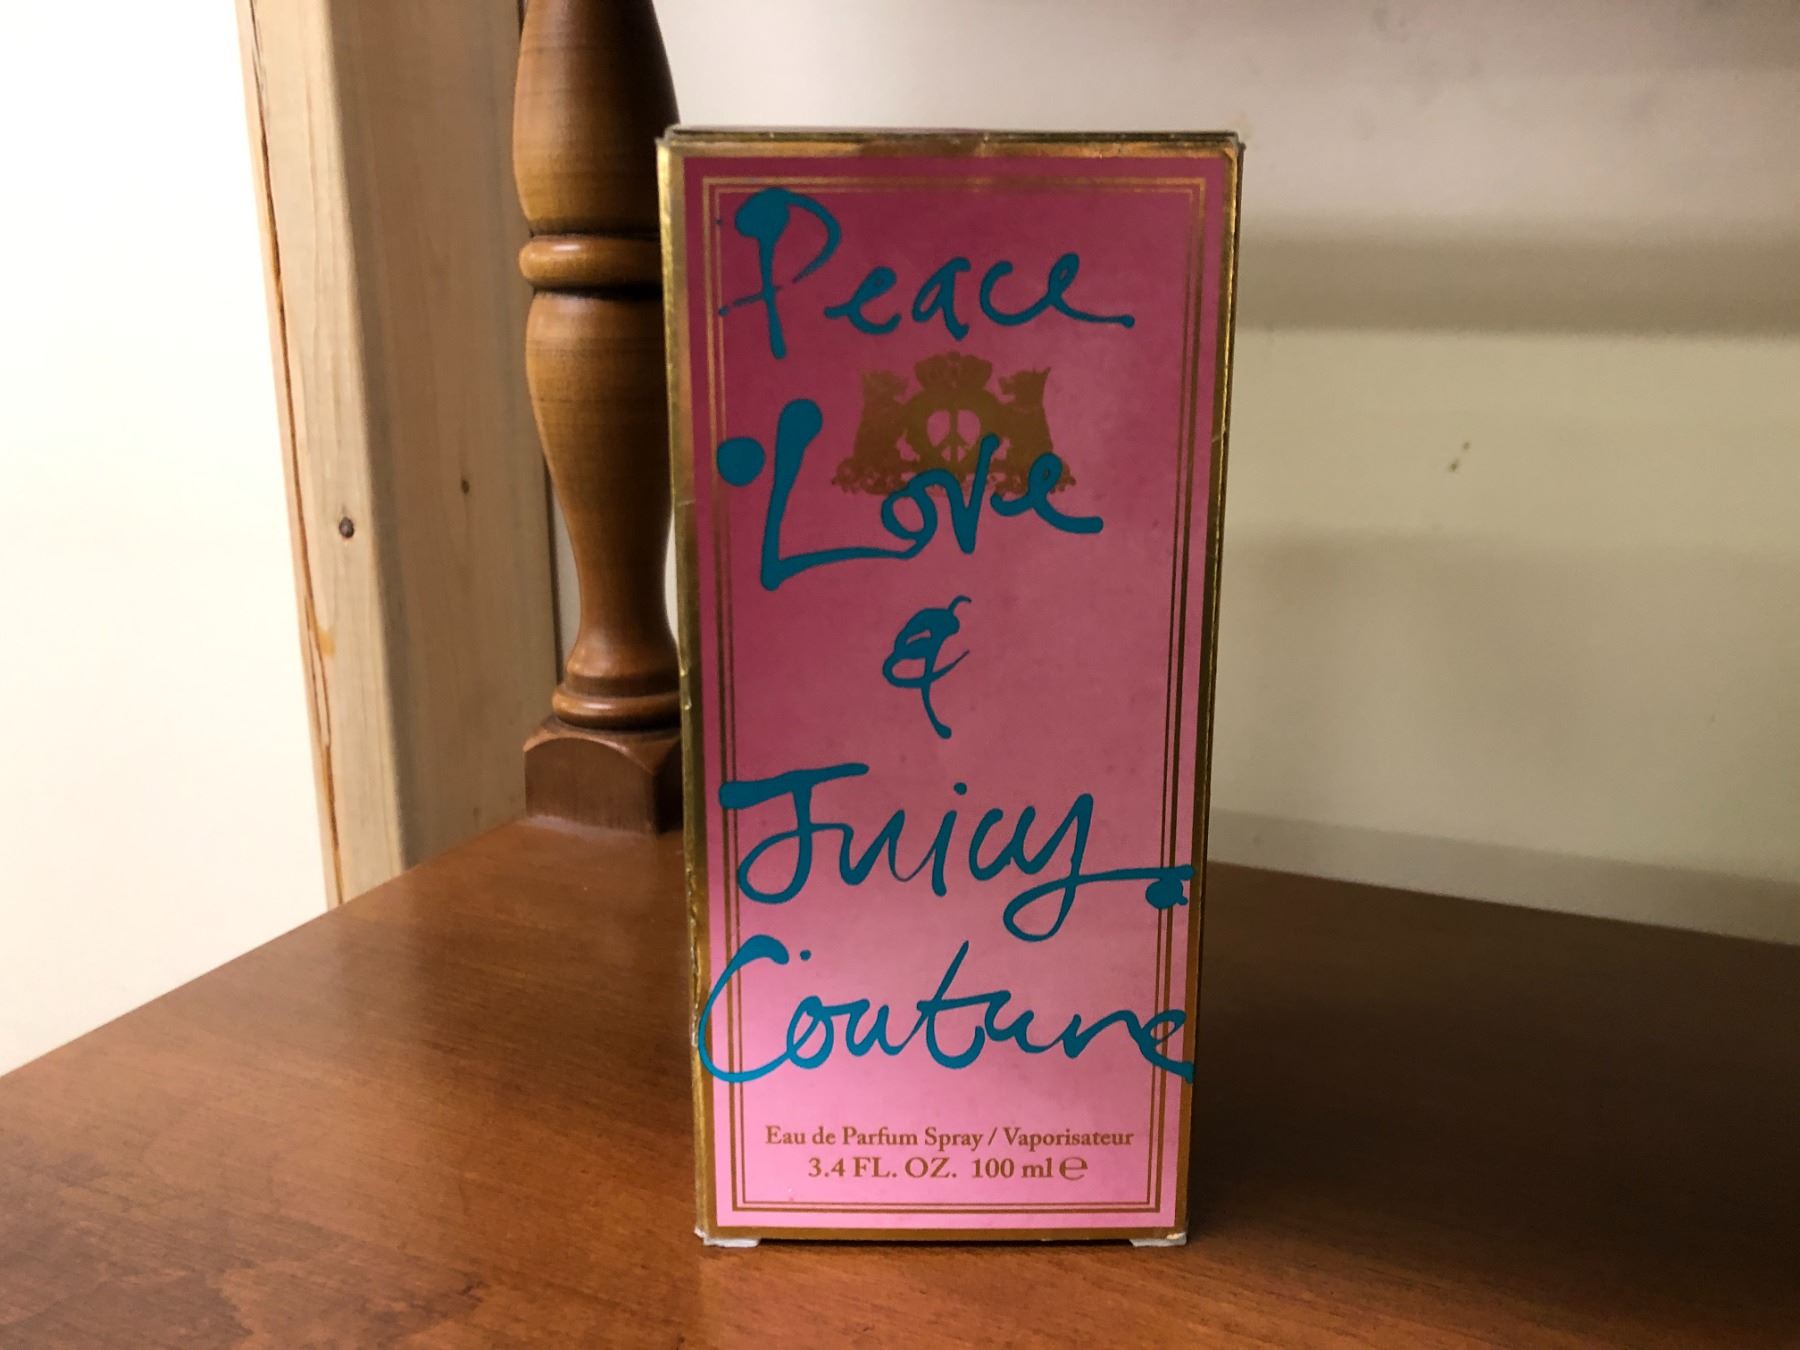 Peace
Love
&
Juicy
Couture
Eau de Parfum Spray / Vaporisateur
3.4 FL. OZ. 100 ml ℮